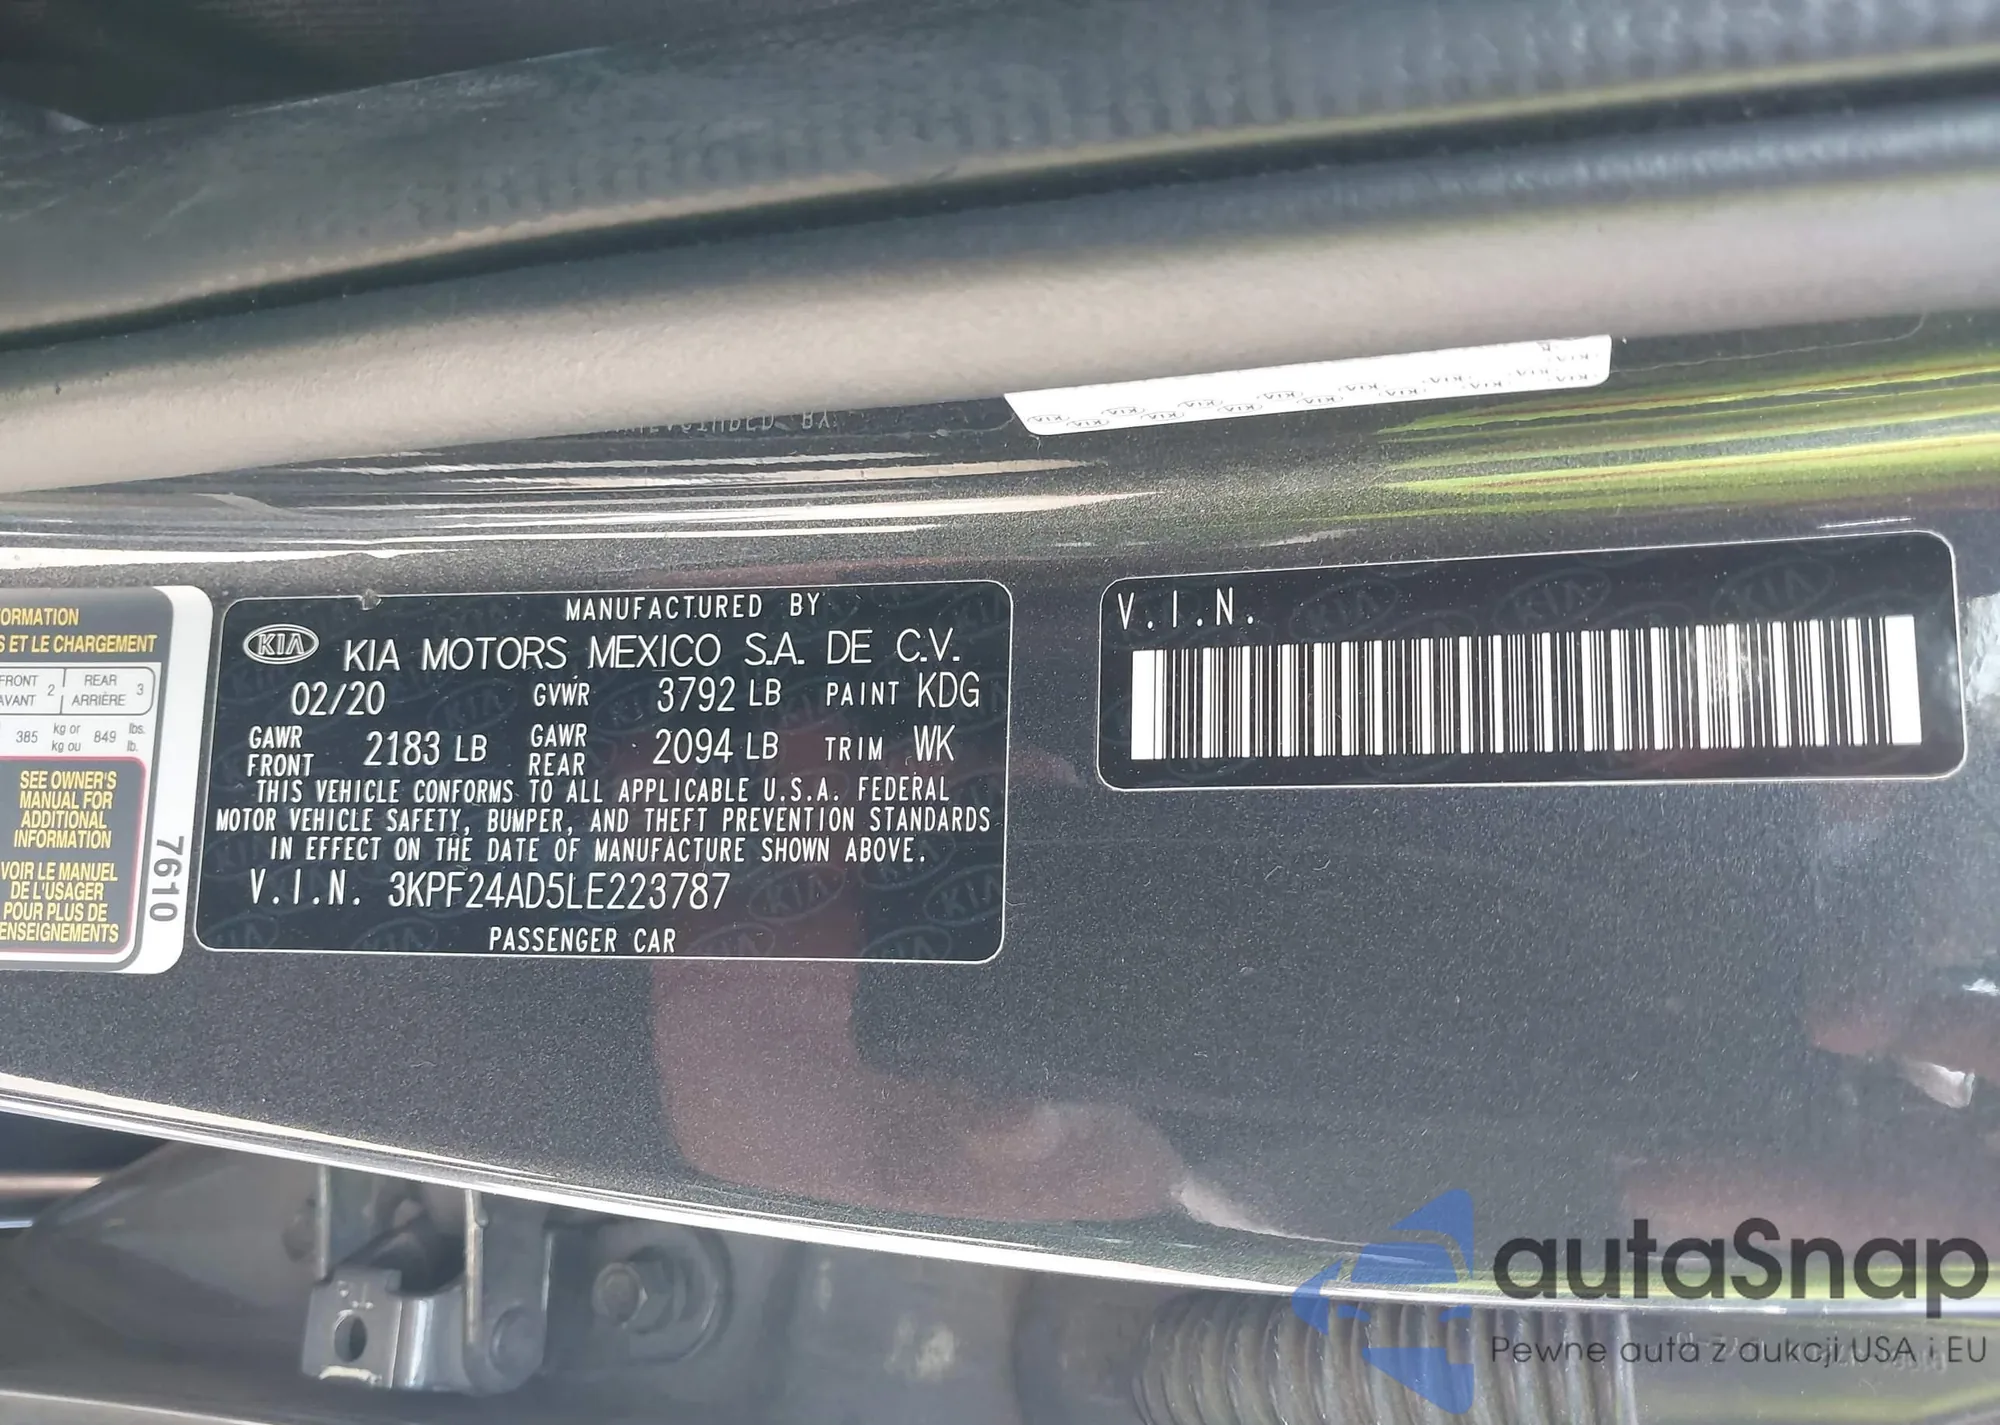 MANUFACTURED BY
KIA KIA MOTORS MEXICO S.A. DE C.V.
02/20 GVWR 3792 LB PAINT KDG
GAWR FRONT 2183 LB GAWR REAR 2094 LB TRIM WK
THIS VEHICLE CONFORMS TO ALL APPLICABLE U.S.A. FEDERAL
MOTOR VEHICLE SAFETY, BUMPER, AND THEFT PREVENTION STANDARDS
IN EFFECT ON THE DATE OF MANUFACTURE SHOWN ABOVE.
V.I.N. 3KPF24AD5LE223787
PASSENGER CAR
V.I.N.
ORMATION
S ET LE CHARGEMENT
FRONT 2 REAR 3
AVANT ARRIÈRE
385 kg or 849 lbs.
kg ou lb.
SEE OWNER'S
MANUAL FOR
ADDITIONAL
INFORMATION
VOIR LE MANUEL
DE L'USAGER
POUR PLUS DE
ENSEIGNEMENTS
7610
autaSnap
Pewne auta z aukcji USA i EU